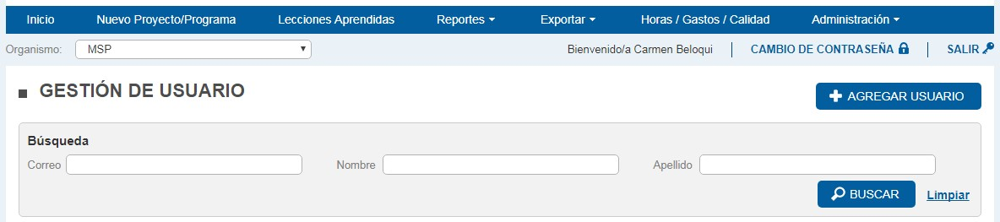 Inicio Nuevo Proyecto/Programa Lecciones Aprendidas Reportes Exportar Horas / Gastos / Calidad Administración
Organismo: MSP Bienvenido/a Carmen Beloqui CAMBIO DE CONTRASEÑA SALIR
GESTIÓN DE USUARIO AGREGAR USUARIO
Búsqueda
Correo Nombre Apellido
BUSCAR Limpiar